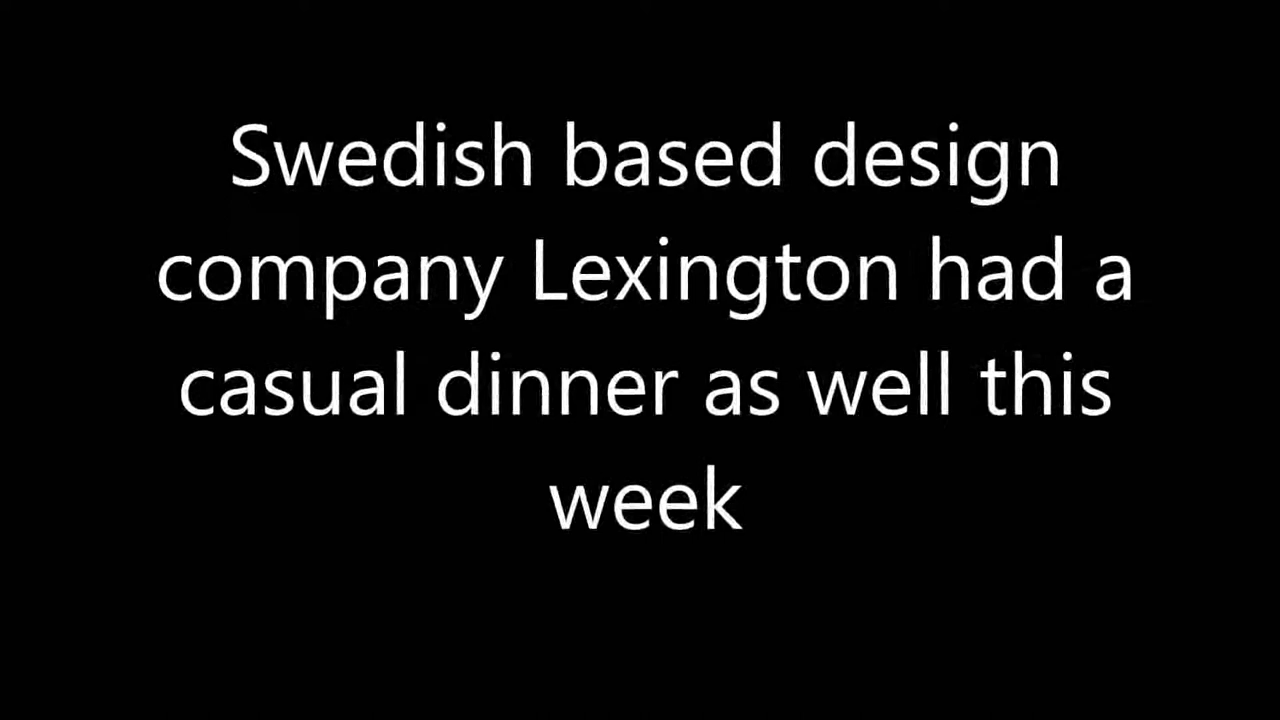 Swedish based design
company Lexington had a
casual dinner as well this
week